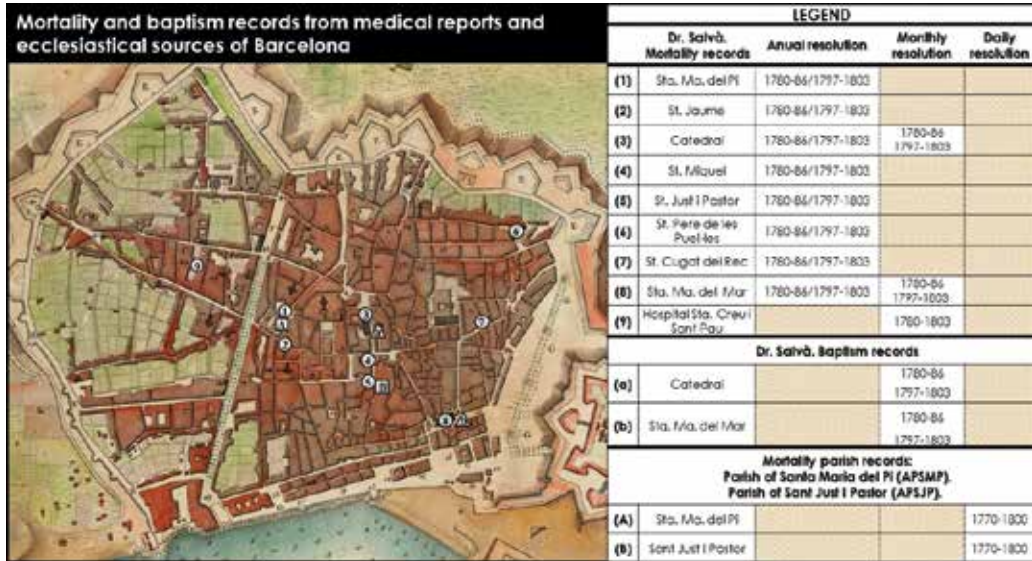 Mortality and baptism records from medical reports and
ecclesiastical sources of Barcelona
LEGEND
Dr. Salvà. Mortality records Anual resolution Monthly resolution Daily resolution
(1) Sta. Ma. del Pi 1780-86/1797-1803
(2) St. Jaume 1780-86/1797-1803
(3) Catedral 1780-86/1797-1803 1780-86 1797-1803
(4) St. Miquel 1780-86/1797-1803
(5) St. Just i Pastor 1780-86/1797-1803
(6) St. Pere de les Puel·les 1780-86/1797-1803
(7) St. Cugat del Rec 1780-86/1797-1803
(8) Sta. Ma. del Mar 1780-86/1797-1803 1780-86 1797-1803
(9) Hospital Sta. Creu i Sant Pau 1780-1803
Dr. Salvà. Baptism records
(a) Catedral 1780-86 1797-1803
(b) Sta. Ma. del Mar 1780-86 1797-1803
Mortality parish records:
Parish of Santa Maria del Pi (APSMP).
Parish of Sant Just i Pastor (APSJP).
(A) Sta. Ma. del Pi 1770-1800
(B) Sant Just i Pastor 1770-1800